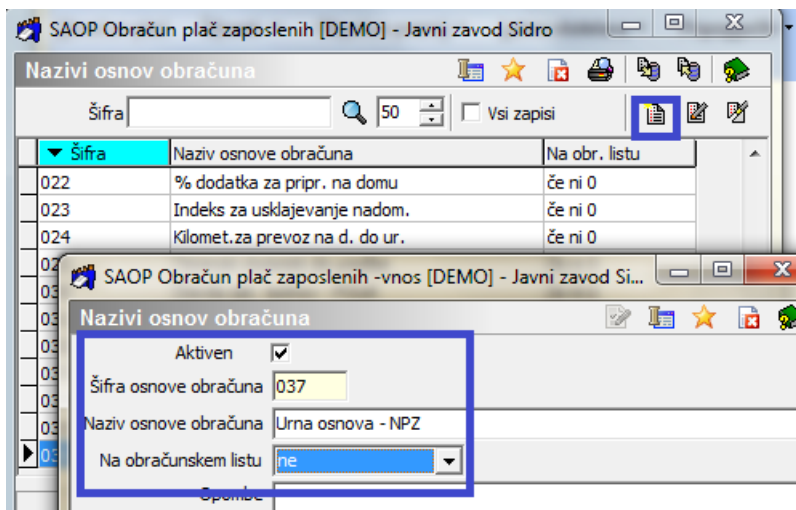 SAOP Obračun plač zaposlenih [DEMO] - Javni zavod Sidro
Nazivi osnov obračuna
Šifra 50 Vsi zapisi
Šifra Naziv osnove obračuna Na obr. listu
022 % dodatka za pripr. na domu če ni 0
023 Indeks za usklajevanje nadom. če ni 0
024 Kilomet.za prevoz na d. do ur. če ni 0
SAOP Obračun plač zaposlenih -vnos [DEMO] - Javni zavod Si...
Nazivi osnov obračuna
Aktiven
Šifra osnove obračuna 037
Naziv osnove obračuna Urna osnova - NPZ
Na obračunskem listu ne
Opombe